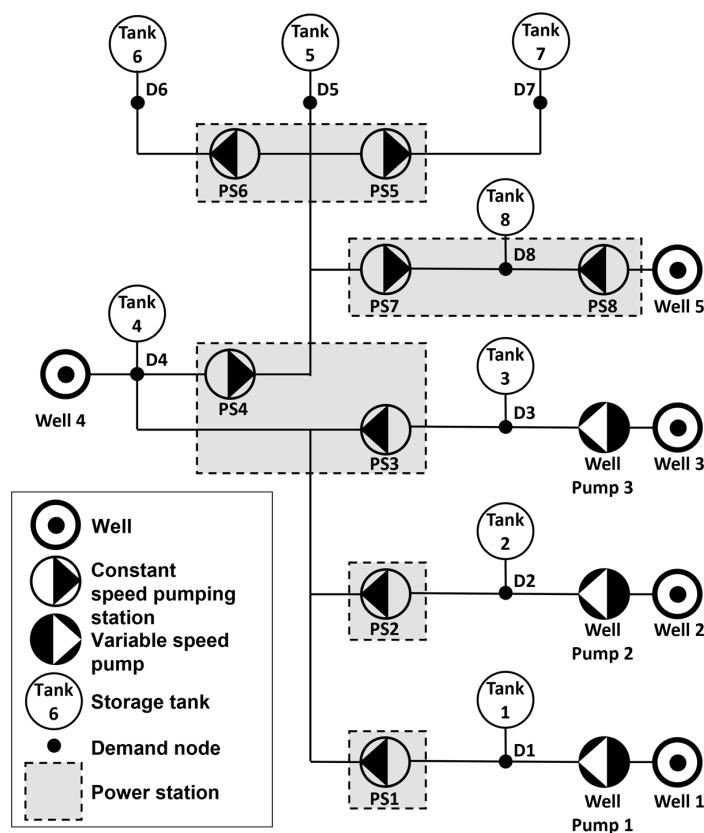 Tank
6
Tank
5
Tank
7
D6
D5
D7
PS6
PS5
Tank
8
D8
PS7
PS8
Well 5
Tank
4
D4
Well 4
PS4
Tank
3
D3
PS3
Well
Pump 3
Well 3
Tank
2
D2
PS2
Well
Pump 2
Well 2
Tank
1
D1
PS1
Well
Pump 1
Well 1
Well
Constant
speed pumping
station
Variable speed
pump
Tank
6
Storage tank
Demand node
Power station